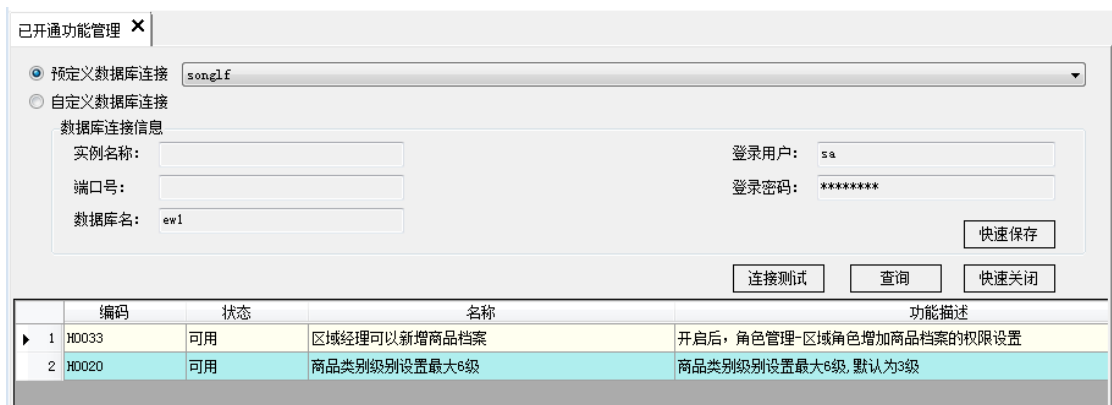 已开通功能管理 ✕
预定义数据库连接 songlf
自定义数据库连接
数据库连接信息
实例名称: 登录用户: sa
端口号: 登录密码: ********
数据库名: ew1
快速保存
连接测试 查询 快速关闭
编码 状态 名称 功能描述
1 H0033 可用 区域经理可以新增商品档案 开启后，角色管理-区域角色增加商品档案的权限设置
2 H0020 可用 商品类别级别设置最大6级 商品类别级别设置最大6级,默认为3级